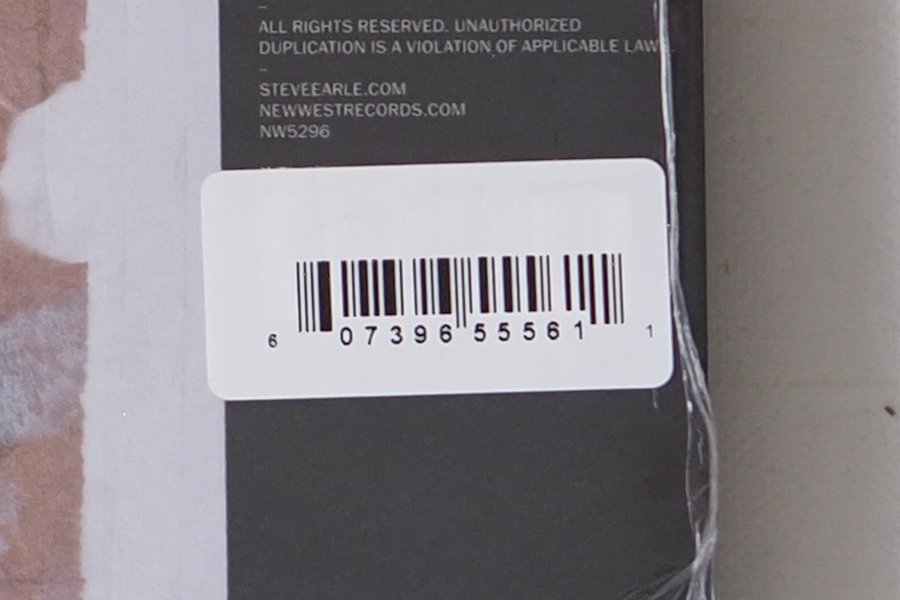 ALL RIGHTS RESERVED. UNAUTHORIZED
DUPLICATION IS A VIOLATION OF APPLICABLE LAWS.
–
STEVEEARLE.COM
NEWWESTRECORDS.COM
NW5296
6 07396 55561 1